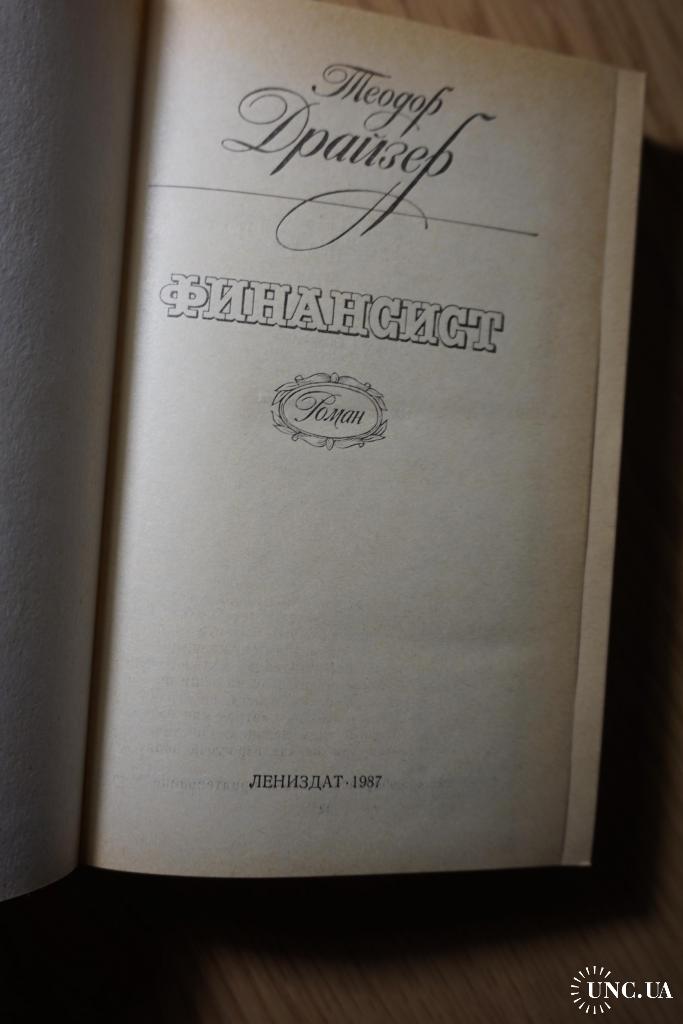 Теодор
Драйзер
ФИНАНСИСТ
Роман
ЛЕНИЗДАТ·1987
UNC.UA